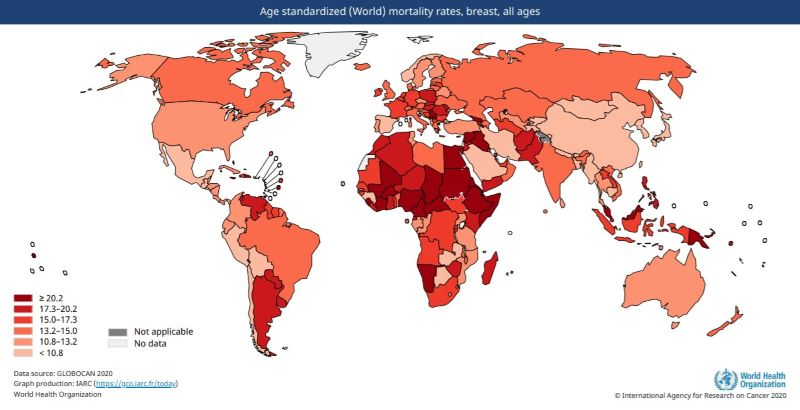 Age standardized (World) mortality rates, breast, all ages
≥ 20.2
17.3–20.2
15.0–17.3
13.2–15.0
10.8–13.2
< 10.8
Not applicable
No data
Data source: GLOBOCAN 2020
Graph production: IARC (https://gco.iarc.fr/today)
World Health Organization
World Health
Organization
© International Agency for Research on Cancer 2020